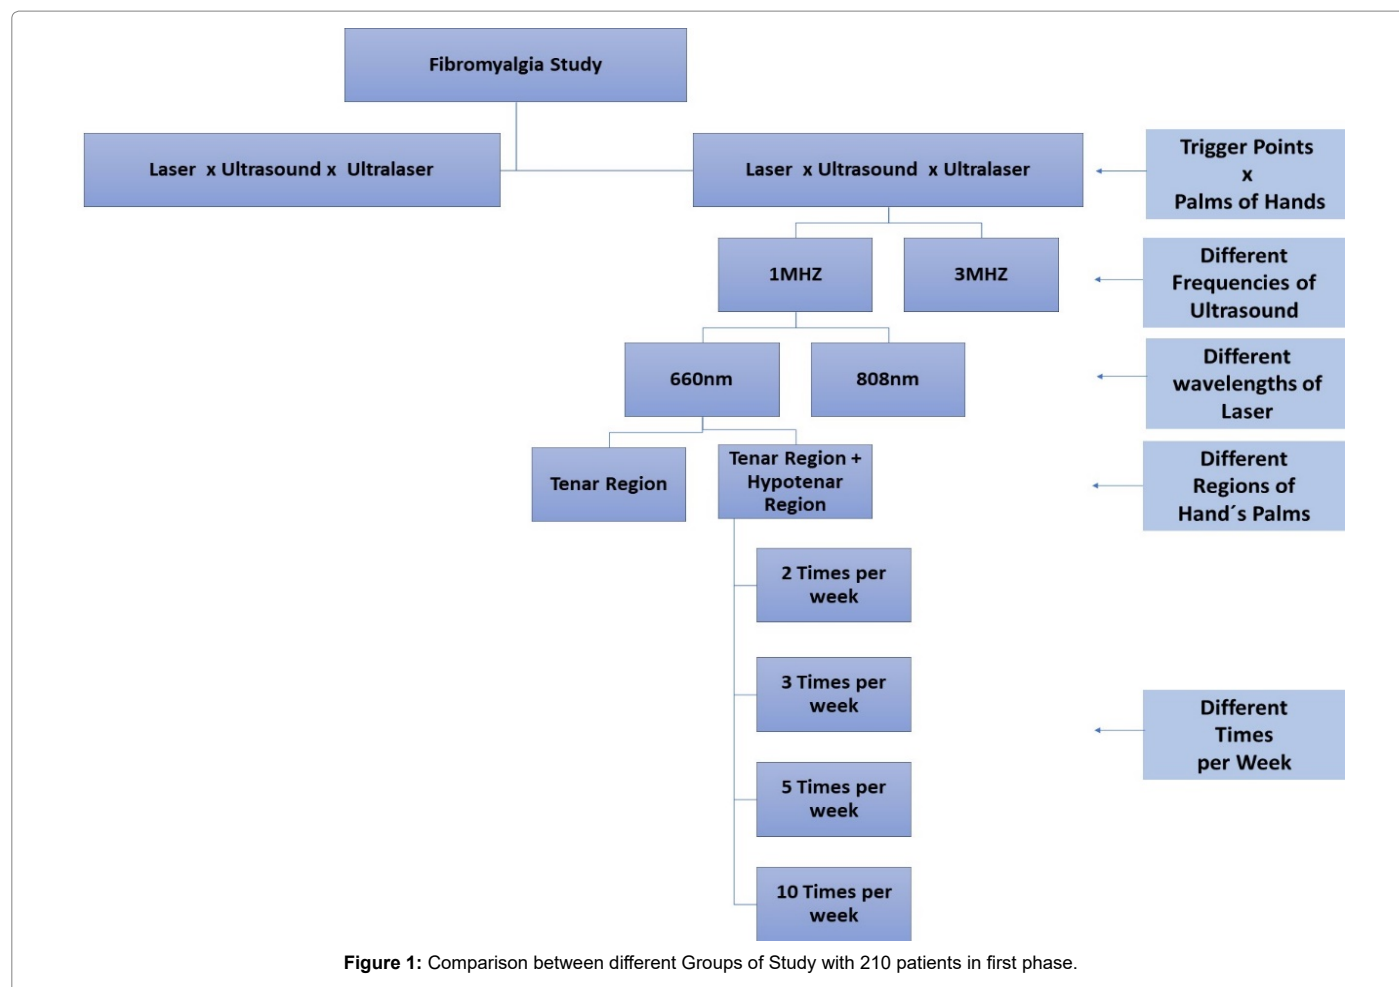 Fibromyalgia Study
Laser x Ultrasound x Ultralaser
Laser x Ultrasound x Ultralaser
Trigger Points
x
Palms of Hands
1MHZ
3MHZ
Different
Frequencies of
Ultrasound
660nm
808nm
Different
wavelengths of
Laser
Tenar Region
Tenar Region +
Hypotenar
Region
Different
Regions of
Hand´s Palms
2 Times per
week
3 Times per
week
Different
Times
per Week
5 Times per
week
10 Times per
week
Figure 1: Comparison between different Groups of Study with 210 patients in first phase.